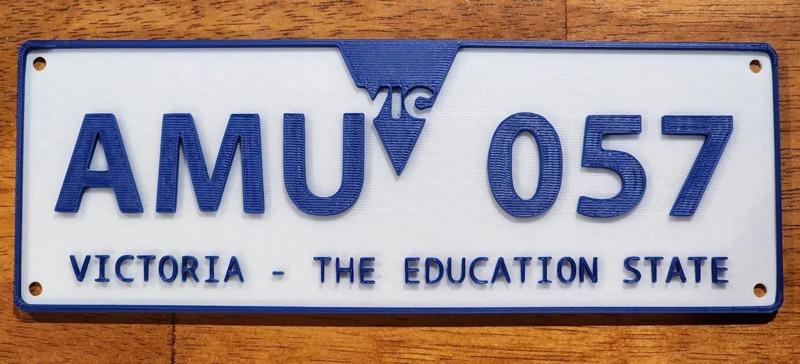 VIC
AMU 057
VICTORIA - THE EDUCATION STATE